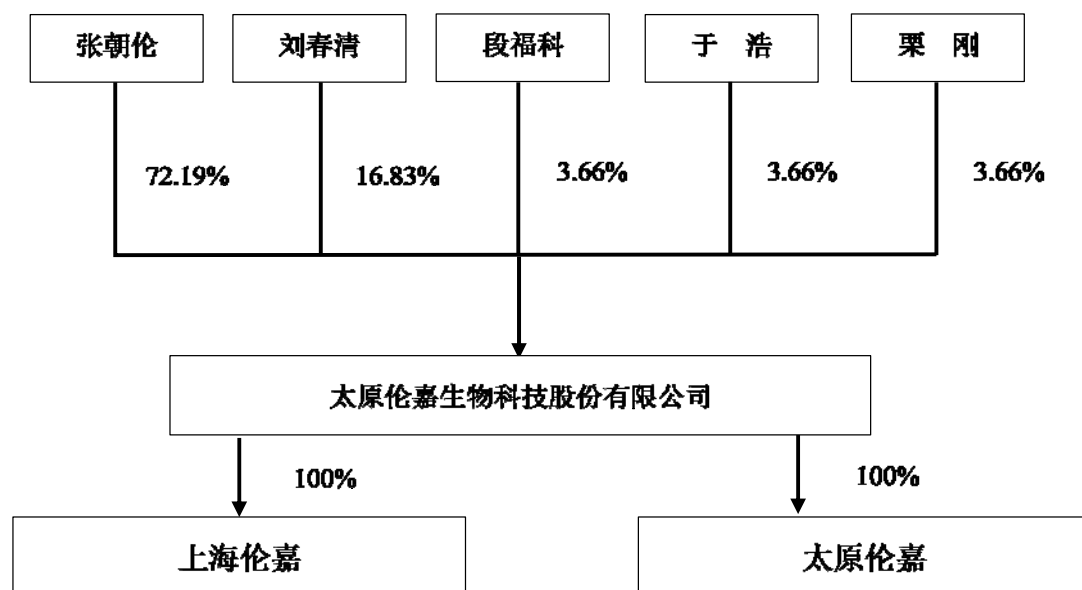 张朝伦 刘春清 段福科 于 浩 栗 刚
72.19% 16.83% 3.66% 3.66% 3.66%
太原伦嘉生物科技股份有限公司
100% 100%
上海伦嘉 太原伦嘉